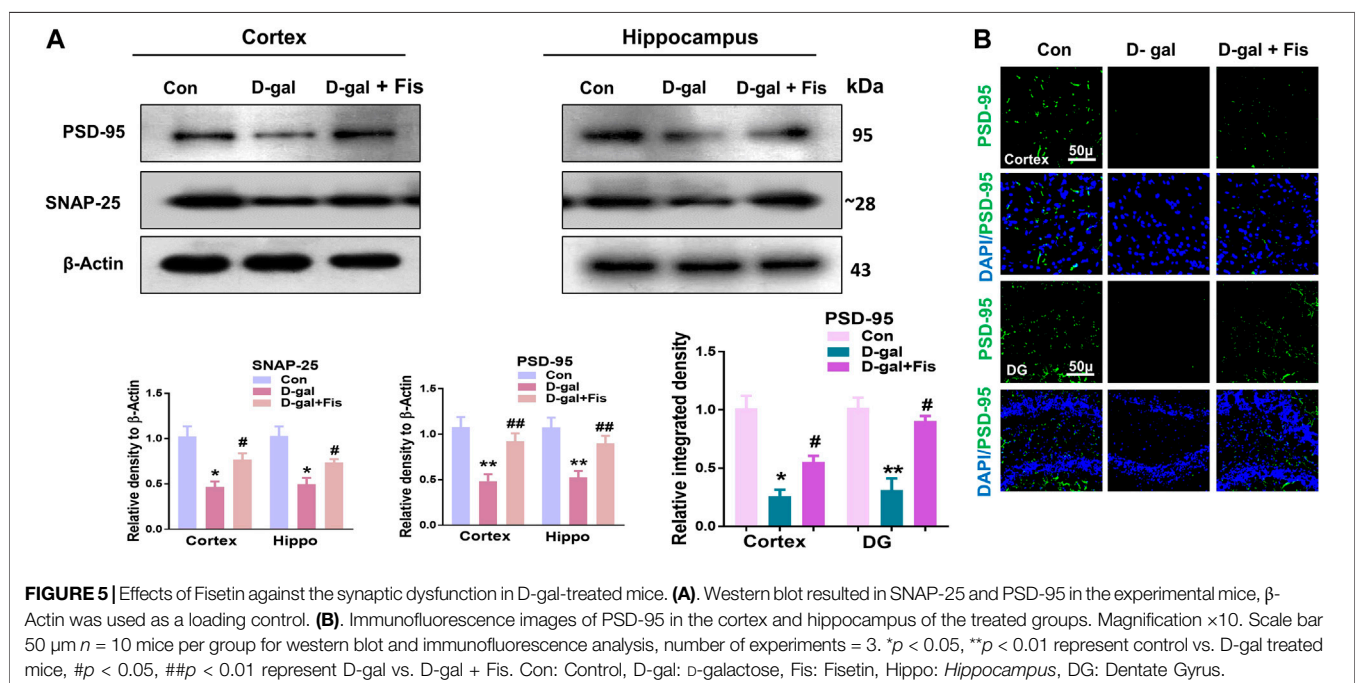 A
Cortex
Hippocampus
Con D-gal D-gal + Fis
Con D-gal D-gal + Fis kDa
PSD-95
95
SNAP-25
~28
β-Actin
43
SNAP-25
Con
D-gal
D-gal+Fis
Relative density to β-Actin
1.5
1.0
0.5
0.0
* # * #
Cortex Hippo
PSD-95
Con
D-gal
D-gal+Fis
Relative density to β-Actin
1.5
1.0
0.5
0.0
** ## ** ##
Cortex Hippo
PSD-95
Con
D-gal
D-gal+Fis
Relative integrated density
1.5
1.0
0.5
0.0
* # ** #
Cortex DG
B
Con D- gal D-gal + Fis
PSD-95
Cortex 50µ
DAPI/PSD-95
PSD-95
DG 50µ
DAPI/PSD-95
FIGURE 5 | Effects of Fisetin against the synaptic dysfunction in D-gal-treated mice. (A). Western blot resulted in SNAP-25 and PSD-95 in the experimental mice, β-
Actin was used as a loading control. (B). Immunofluorescence images of PSD-95 in the cortex and hippocampus of the treated groups. Magnification ×10. Scale bar
50 µm n = 10 mice per group for western blot and immunofluorescence analysis, number of experiments = 3. *p < 0.05, **p < 0.01 represent control vs. D-gal treated
mice, #p < 0.05, ##p < 0.01 represent D-gal vs. D-gal + Fis. Con: Control, D-gal: D-galactose, Fis: Fisetin, Hippo: Hippocampus, DG: Dentate Gyrus.